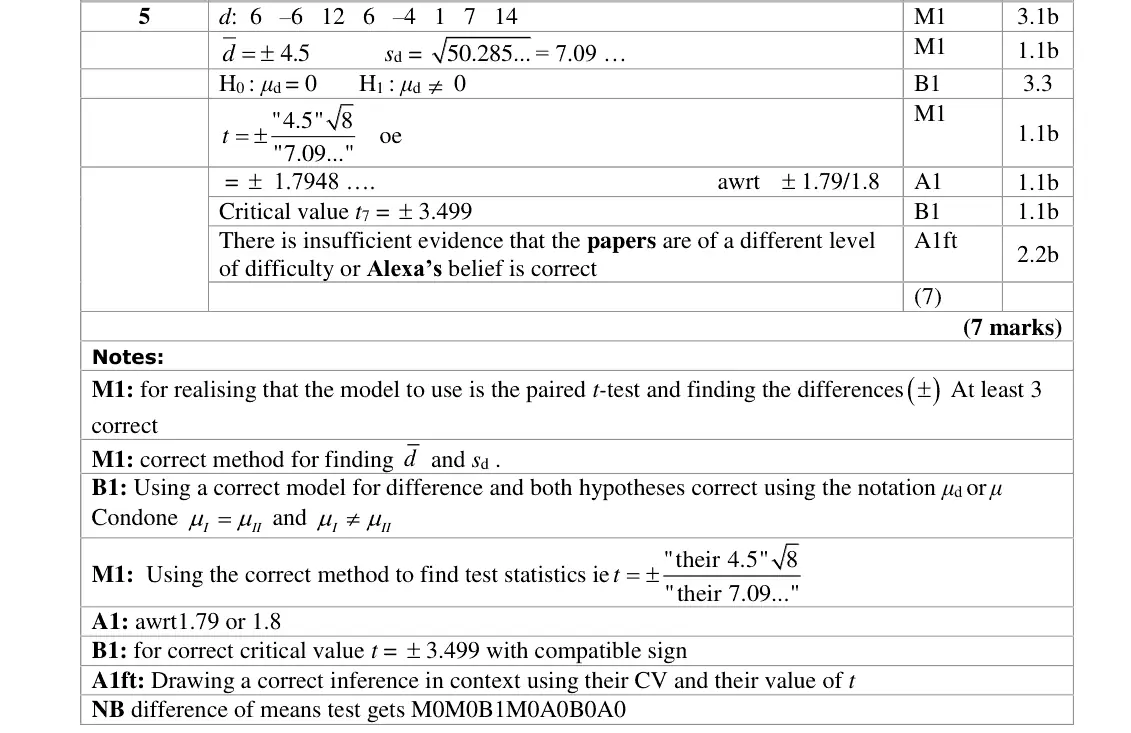 5 d: 6 –6 12 6 –4 1 7 14 M1 3.1b
d̅ = ± 4.5 sd = √50.285... = 7.09 … M1 1.1b
H0 : μd = 0 H1 : μd ≠ 0 B1 3.3
t = ± "4.5"√8 / "7.09..." oe M1 1.1b
= ± 1.7948 …. awrt ± 1.79/1.8 A1 1.1b
Critical value t7 = ± 3.499 B1 1.1b
There is insufficient evidence that the papers are of a different level A1ft 2.2b
of difficulty or Alexa’s belief is correct
(7)
(7 marks)
Notes:
M1: for realising that the model to use is the paired t-test and finding the differences (±) At least 3
correct
M1: correct method for finding d̅ and sd .
B1: Using a correct model for difference and both hypotheses correct using the notation μd or μ
Condone μI = μII and μI ≠ μII
M1: Using the correct method to find test statistics ie t = ± "their 4.5"√8 / "their 7.09..."
A1: awrt1.79 or 1.8
B1: for correct critical value t = ± 3.499 with compatible sign
A1ft: Drawing a correct inference in context using their CV and their value of t
NB difference of means test gets M0M0B1M0A0B0A0